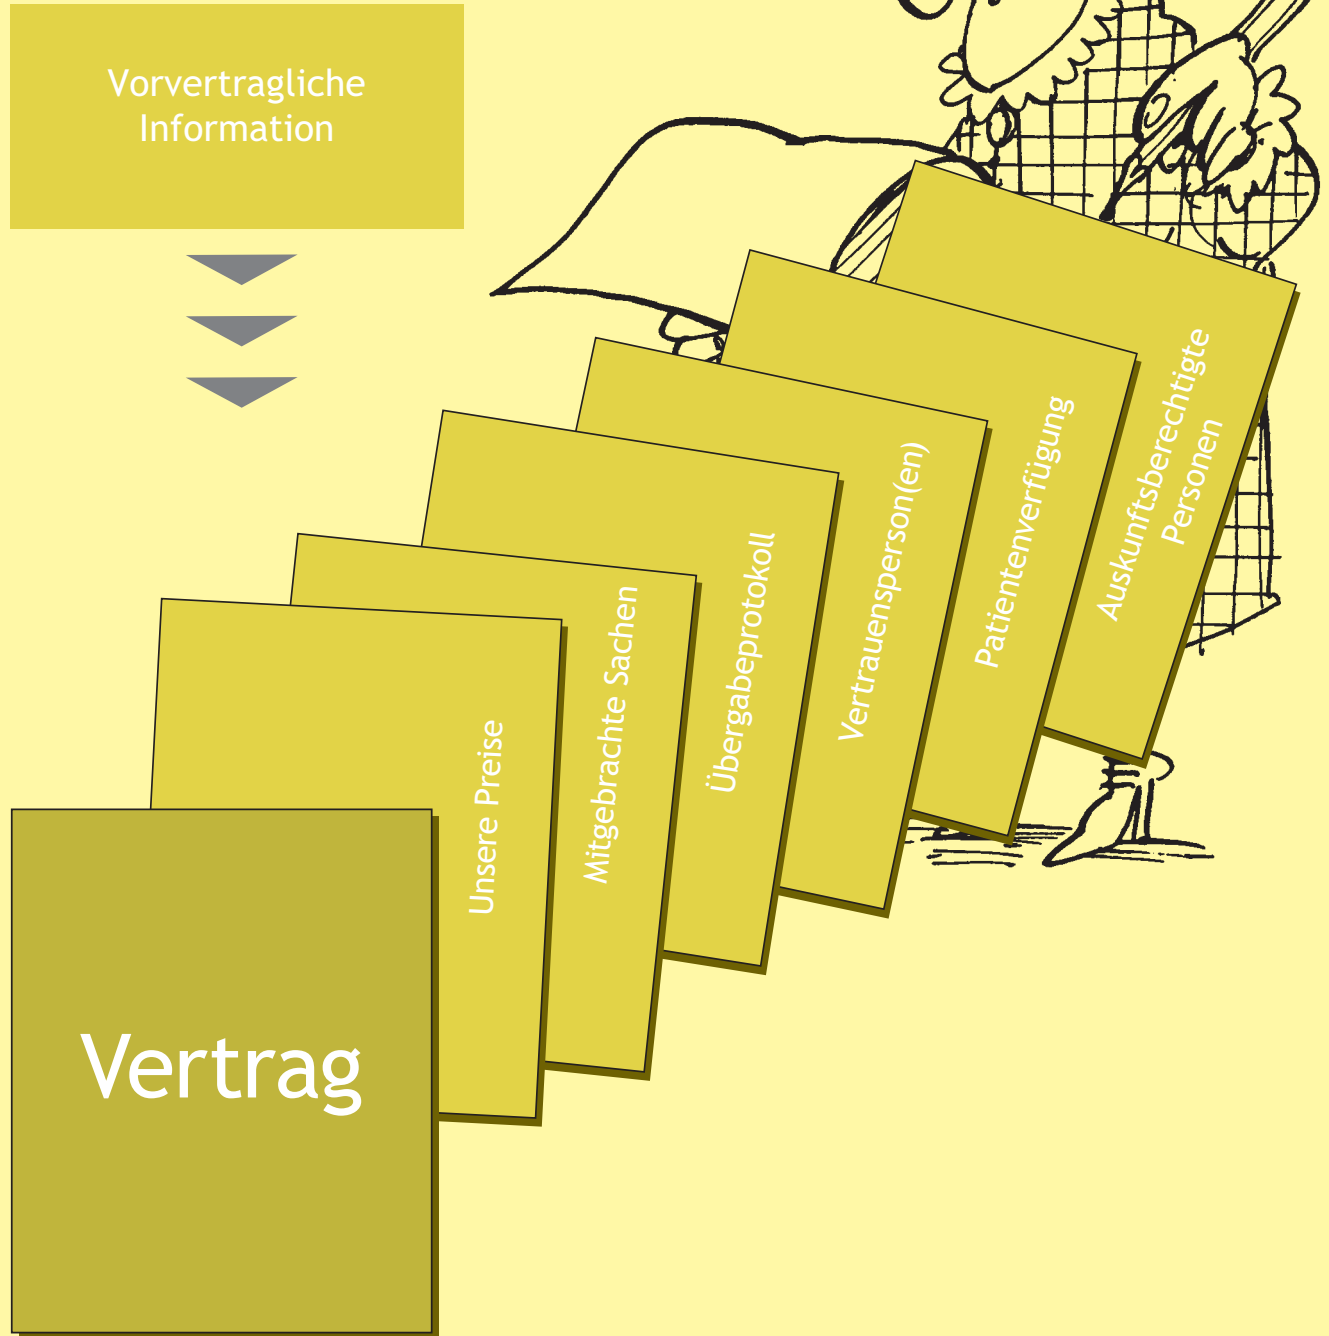 Vorvertragliche
Information
Vertrag
Unsere Preise
Mitgebrachte Sachen
Übergabeprotokoll
Vertrauensperson(en)
Patientenverfügung
Auskunftsberechtigte
Personen